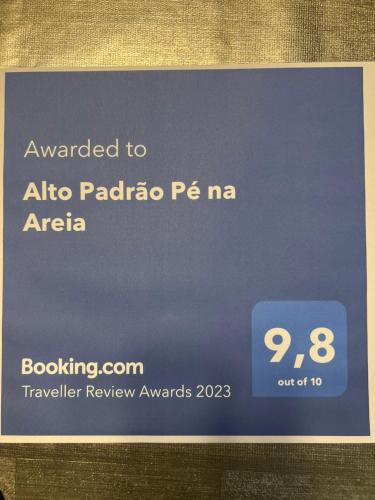 Awarded to
Alto Padrão Pé na
Areia
9,8
out of 10
Booking.com
Traveller Review Awards 2023